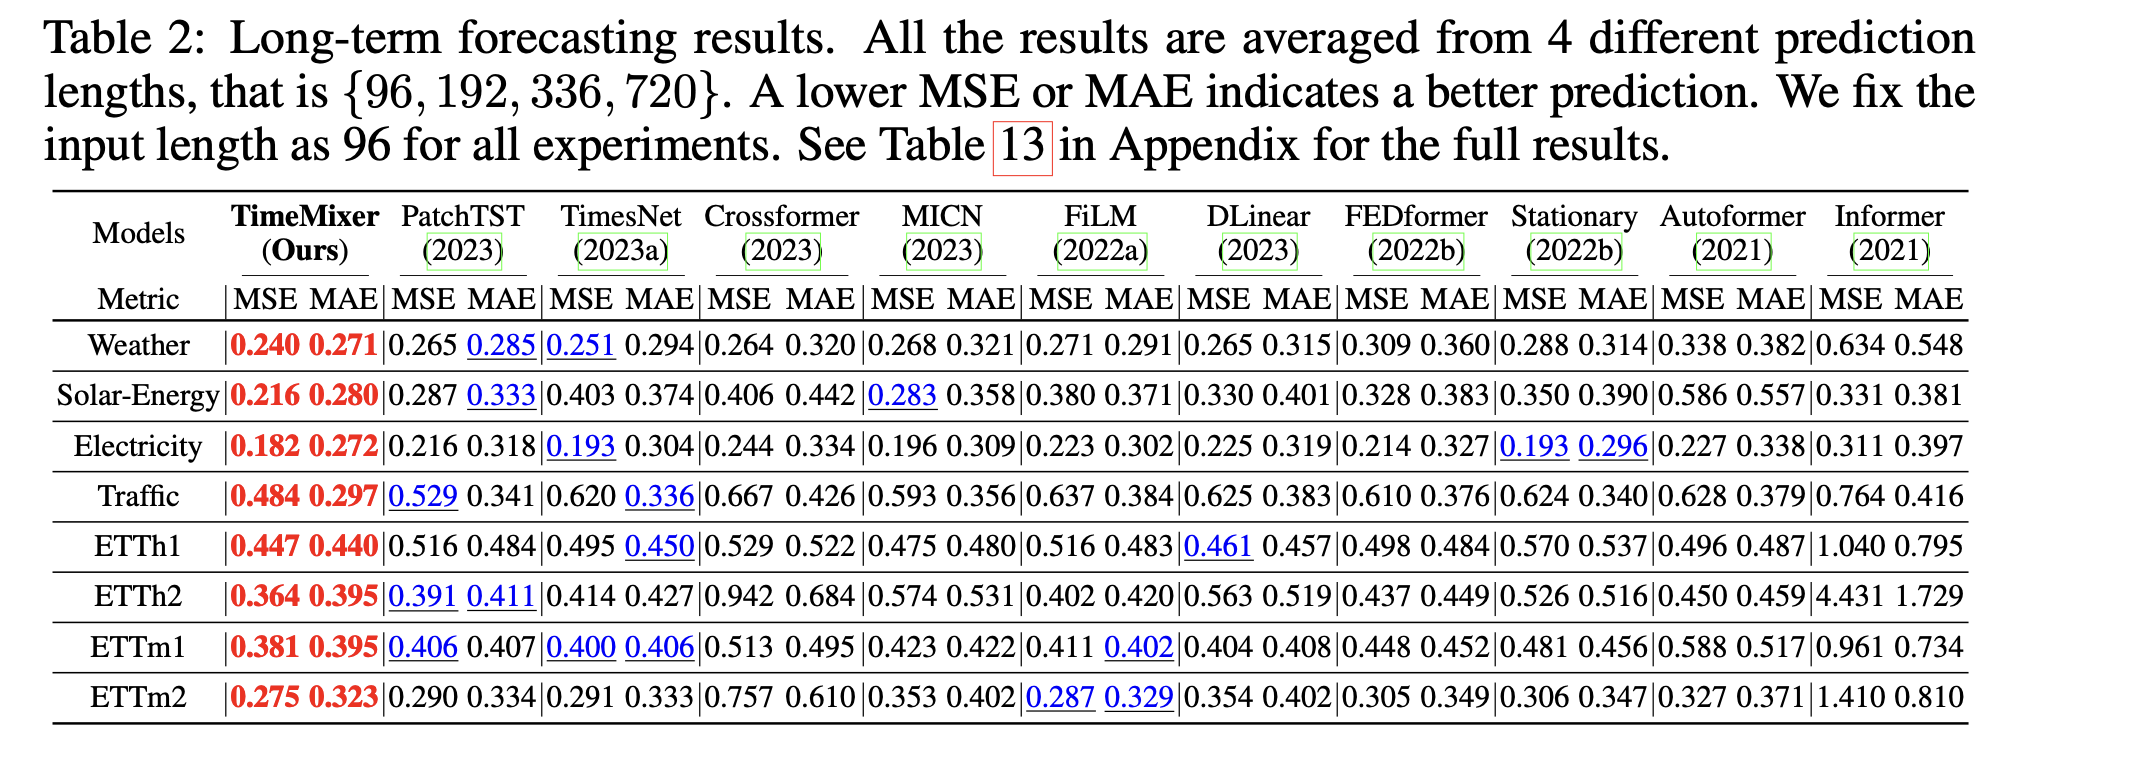 Table 2: Long-term forecasting results. All the results are averaged from 4 different prediction
lengths, that is {96, 192, 336, 720}. A lower MSE or MAE indicates a better prediction. We fix the
input length as 96 for all experiments. See Table 13 in Appendix for the full results.
Models TimeMixer PatchTST TimesNet Crossformer MICN FiLM DLinear FEDformer Stationary Autoformer Informer
(Ours) (2023) (2023a) (2023) (2023) (2022a) (2023) (2022b) (2022b) (2021) (2021)
Metric MSE MAE MSE MAE MSE MAE MSE MAE MSE MAE MSE MAE MSE MAE MSE MAE MSE MAE MSE MAE MSE MAE
Weather 0.240 0.271 0.265 0.285 0.251 0.294 0.264 0.320 0.268 0.321 0.271 0.291 0.265 0.315 0.309 0.360 0.288 0.314 0.338 0.382 0.634 0.548
Solar-Energy 0.216 0.280 0.287 0.333 0.403 0.374 0.406 0.442 0.283 0.358 0.380 0.371 0.330 0.401 0.328 0.383 0.350 0.390 0.586 0.557 0.331 0.381
Electricity 0.182 0.272 0.216 0.318 0.193 0.304 0.244 0.334 0.196 0.309 0.223 0.302 0.225 0.319 0.214 0.327 0.193 0.296 0.227 0.338 0.311 0.397
Traffic 0.484 0.297 0.529 0.341 0.620 0.336 0.667 0.426 0.593 0.356 0.637 0.384 0.625 0.383 0.610 0.376 0.624 0.340 0.628 0.379 0.764 0.416
ETTh1 0.447 0.440 0.516 0.484 0.495 0.450 0.529 0.522 0.475 0.480 0.516 0.483 0.461 0.457 0.498 0.484 0.570 0.537 0.496 0.487 1.040 0.795
ETTh2 0.364 0.395 0.391 0.411 0.414 0.427 0.942 0.684 0.574 0.531 0.402 0.420 0.563 0.519 0.437 0.449 0.526 0.516 0.450 0.459 4.431 1.729
ETTm1 0.381 0.395 0.406 0.407 0.400 0.406 0.513 0.495 0.423 0.422 0.411 0.402 0.404 0.408 0.448 0.452 0.481 0.456 0.588 0.517 0.961 0.734
ETTm2 0.275 0.323 0.290 0.334 0.291 0.333 0.757 0.610 0.353 0.402 0.287 0.329 0.354 0.402 0.305 0.349 0.306 0.347 0.327 0.371 1.410 0.810